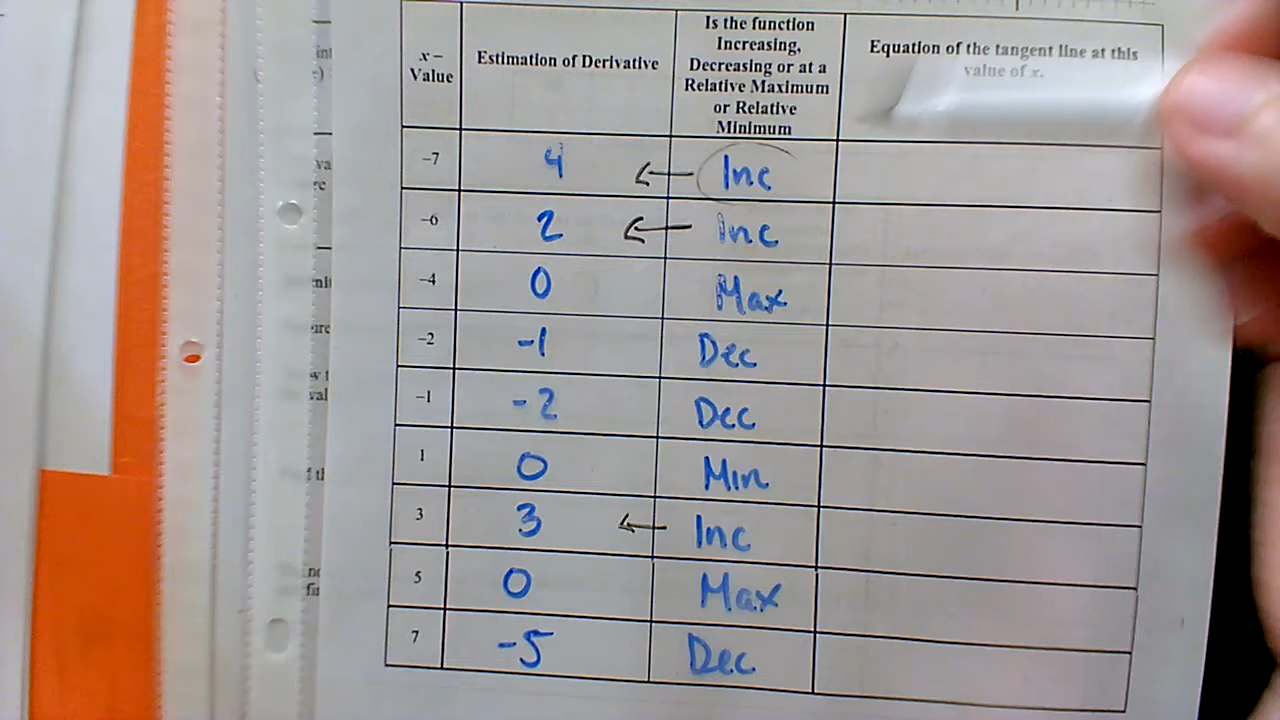 x –
Value
Estimation of Derivative
Is the function
Increasing,
Decreasing or at a
Relative Maximum
or Relative
Minimum
Equation of the tangent line at this
value of x.
–7 4 Inc
–6 2 Inc
–4 0 Max
–2 -1 Dec
–1 -2 Dec
1 0 Min
3 3 Inc
5 0 Max
7 -5 Dec